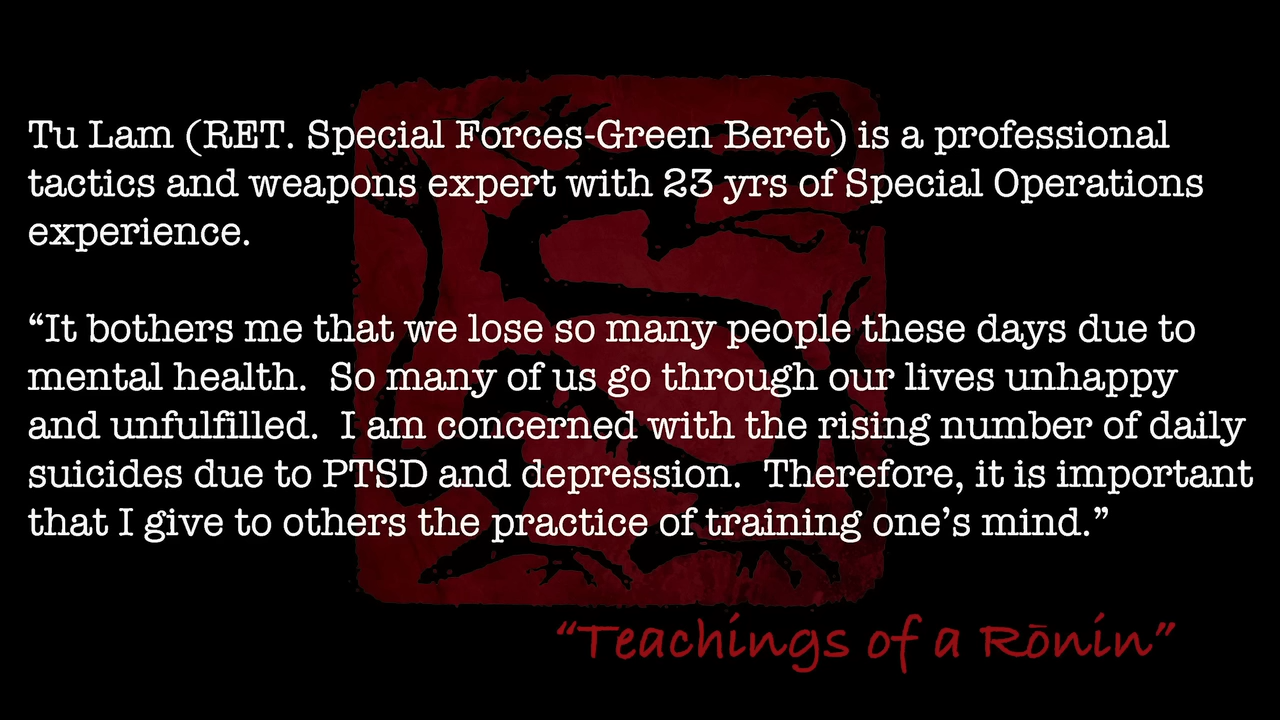 Tu Lam (RET. Special Forces-Green Beret) is a professional
tactics and weapons expert with 23 yrs of Special Operations
experience.
“It bothers me that we lose so many people these days due to
mental health.  So many of us go through our lives unhappy
and unfulfilled.  I am concerned with the rising number of daily
suicides due to PTSD and depression.  Therefore, it is important
that I give to others the practice of training one’s mind.”
“Teachings of a Rōnin”